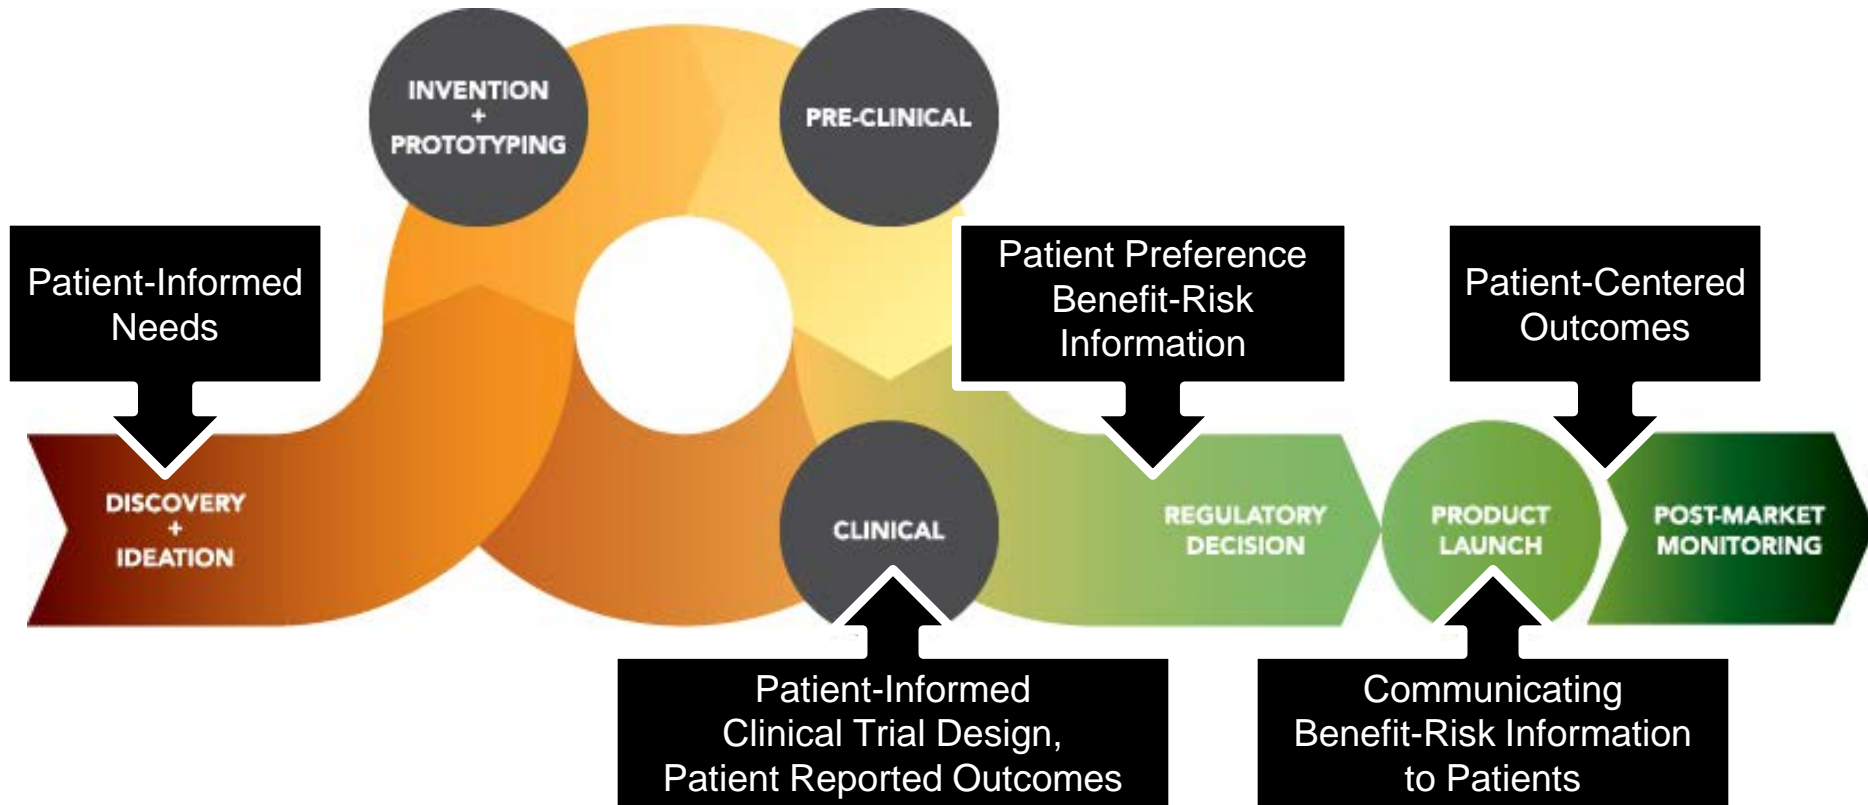 INVENTION
+
PROTOTYPING
PRE-CLINICAL
Patient-Informed
Needs
Patient Preference
Benefit-Risk
Information
Patient-Centered
Outcomes
DISCOVERY
+
IDEATION
CLINICAL
REGULATORY
DECISION
PRODUCT
LAUNCH
POST-MARKET
MONITORING
Patient-Informed
Clinical Trial Design,
Patient Reported Outcomes
Communicating
Benefit-Risk Information
to Patients